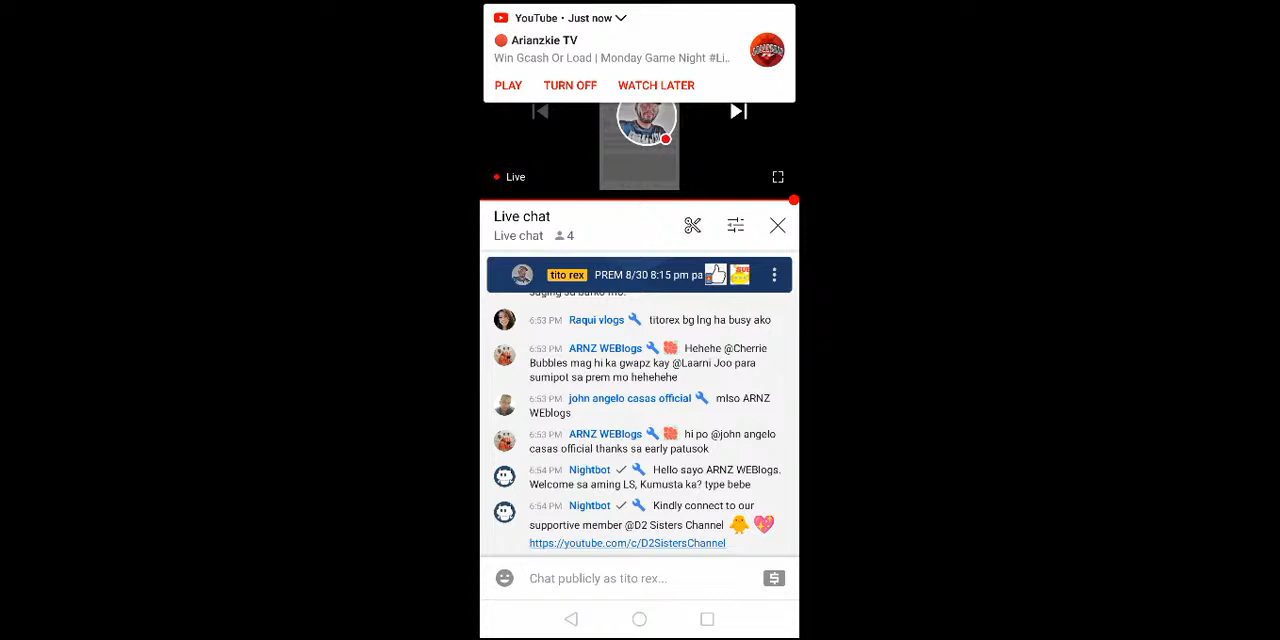 YouTube • Just now
Arianzkie TV
Win Gcash Or Load | Monday Game Night #Li..
PLAY TURN OFF WATCH LATER
Live
Live chat
Live chat 4
tito rex PREM 8/30 8:15 pm pa
saging sa barko mo.
6:53 PM Raqui vlogs titorex bg lng ha busy ako
6:53 PM ARNZ WEBlogs Hehehe @Cherrie
Bubbles mag hi ka gwapz kay @Laarni Joo para
sumipot sa prem mo hehehehe
6:53 PM john angelo casas official mlso ARNZ
WEblogs
6:53 PM ARNZ WEBlogs hi po @john angelo
casas official thanks sa early patusok
6:54 PM Nightbot Hello sayo ARNZ WEBlogs.
Welcome sa aming LS, Kumusta ka? type bebe
6:54 PM Nightbot Kindly connect to our
supportive member @D2 Sisters Channel
https://youtube.com/c/D2SistersChannel
Chat publicly as tito rex...